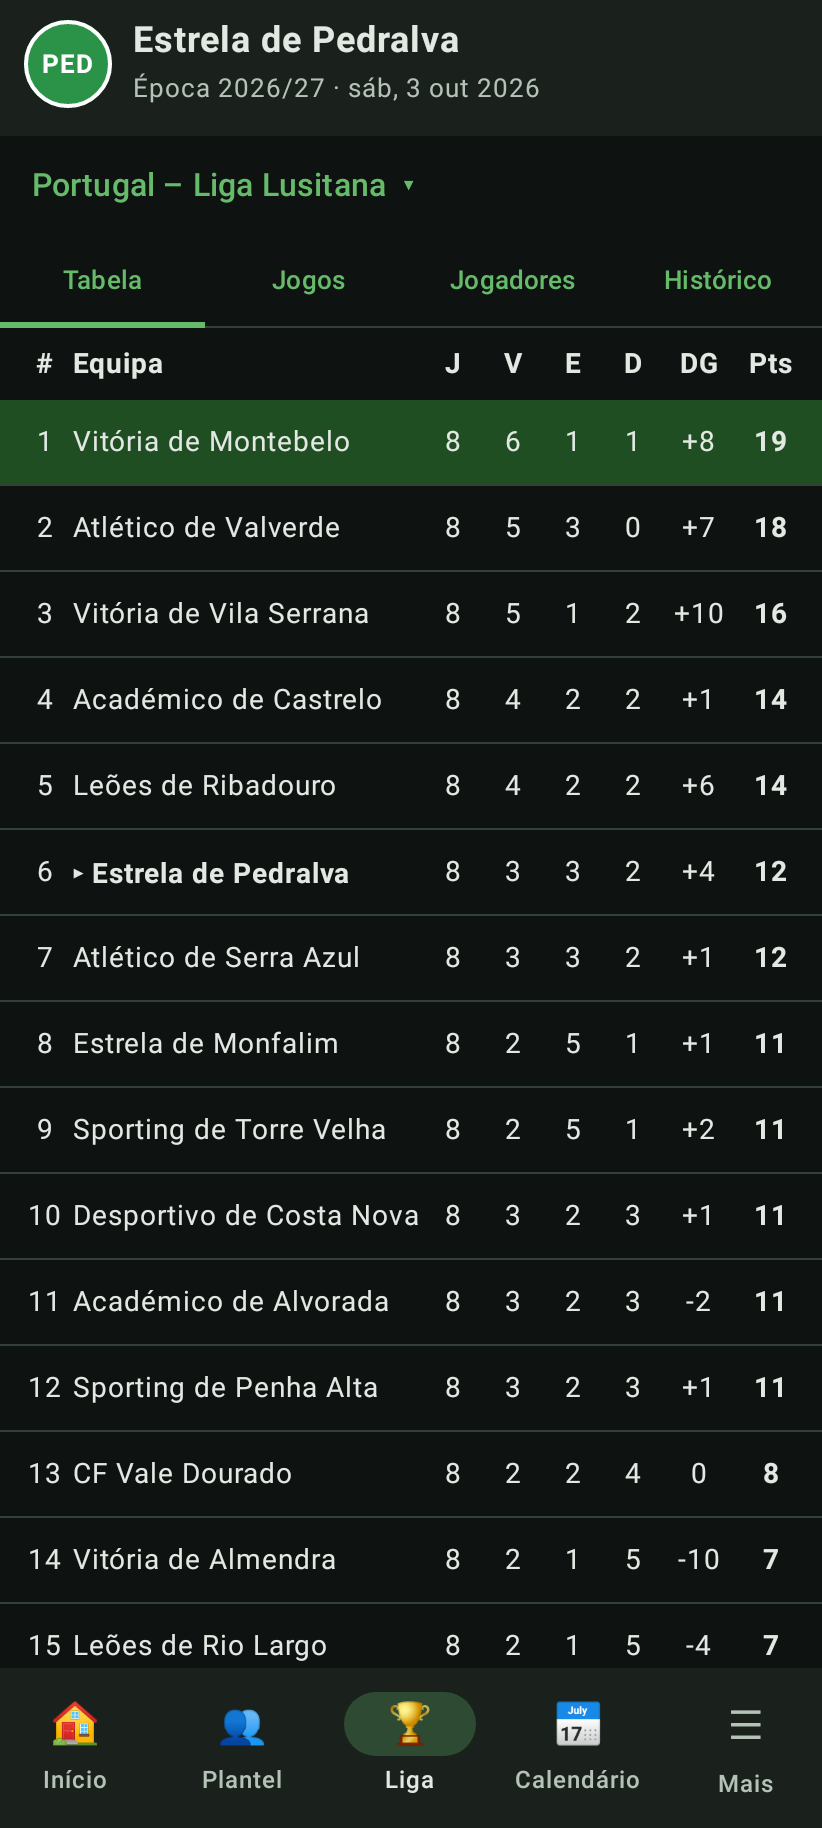 PED
Estrela de Pedralva
Época 2026/27 · sáb, 3 out 2026
Portugal – Liga Lusitana ▾
Tabela Jogos Jogadores Histórico
# Equipa J V E D DG Pts
1 Vitória de Montebelo 8 6 1 1 +8 19
2 Atlético de Valverde 8 5 3 0 +7 18
3 Vitória de Vila Serrana 8 5 1 2 +10 16
4 Académico de Castrelo 8 4 2 2 +1 14
5 Leões de Ribadouro 8 4 2 2 +6 14
6 ▸ Estrela de Pedralva 8 3 3 2 +4 12
7 Atlético de Serra Azul 8 3 3 2 +1 12
8 Estrela de Monfalim 8 2 5 1 +1 11
9 Sporting de Torre Velha 8 2 5 1 +2 11
10 Desportivo de Costa Nova 8 3 2 3 +1 11
11 Académico de Alvorada 8 3 2 3 -2 11
12 Sporting de Penha Alta 8 3 2 3 +1 11
13 CF Vale Dourado 8 2 2 4 0 8
14 Vitória de Almendra 8 2 1 5 -10 7
15 Leões de Rio Largo 8 2 1 5 -4 7
July
17
Início Plantel Liga Calendário Mais